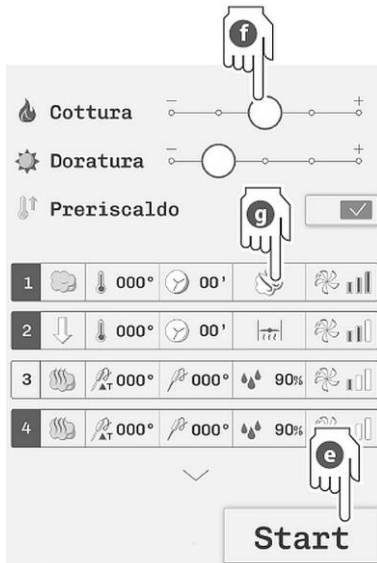 f
− +
Cottura
− +
Doratura
Preriscaldo
g
1 000° 00'
2 000° 00'
3 ▲T 000° 000° 90%
4 ▲T 000° 000° 90%
e
Start